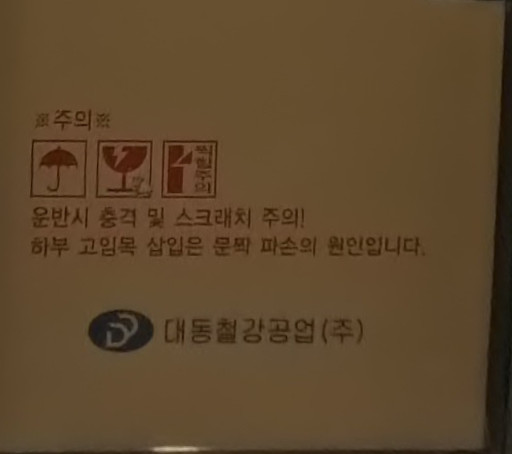 ※주의※
찍힘주의
운반시 충격 및 스크래치 주의!
하부 고임목 삽입은 문짝 파손의 원인입니다.
대동철강공업(주)